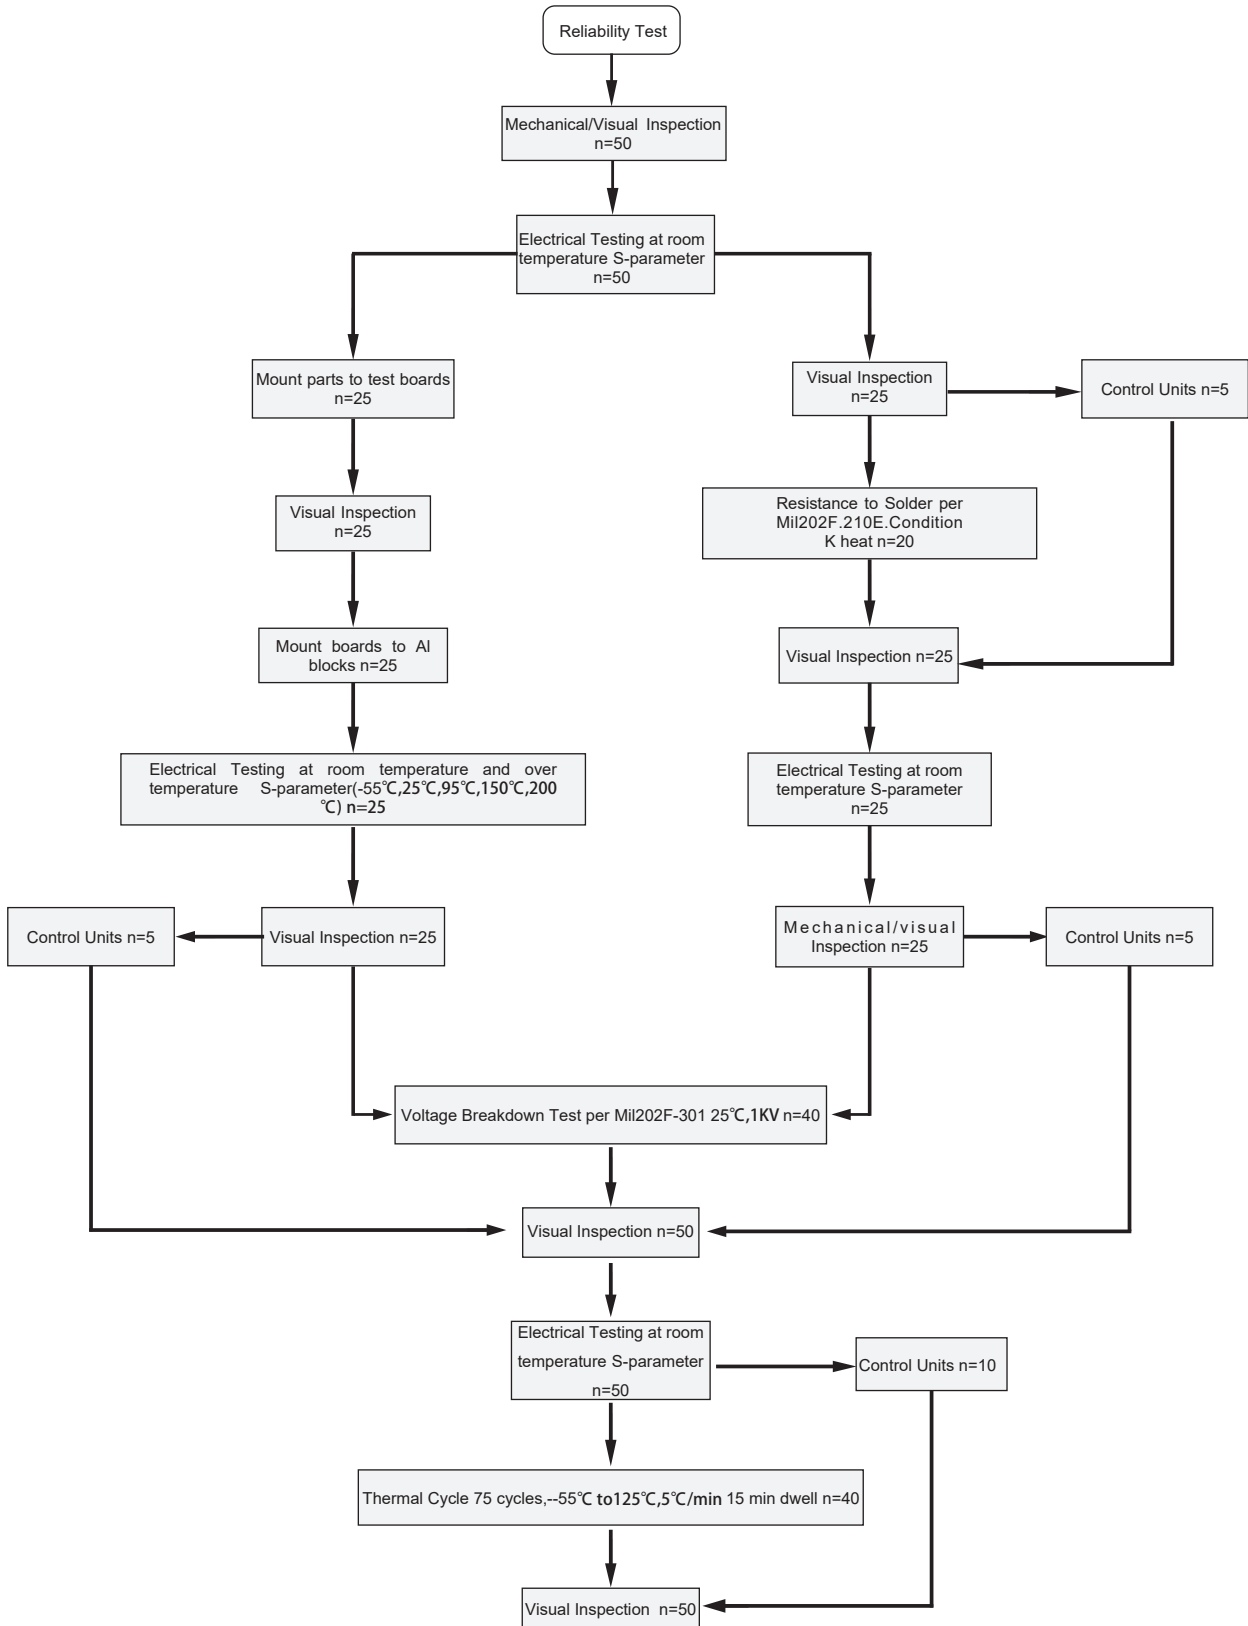 Reliability Test
Mechanical/Visual Inspection
n=50
Electrical Testing at room
temperature S-parameter
n=50
Mount parts to test boards
n=25
Visual Inspection
n=25
Control Units n=5
Visual Inspection
n=25
Resistance to Solder per
Mil202F.210E.Condition
K heat n=20
Mount boards to Al
blocks n=25
Visual Inspection n=25
Electrical Testing at room temperature and over
temperature S-parameter(-55℃,25℃,95℃,150℃,200
℃) n=25
Electrical Testing at room
temperature S-parameter
n=25
Control Units n=5
Visual Inspection n=25
Mechanical/visual
Inspection n=25
Control Units n=5
Voltage Breakdown Test per Mil202F-301 25℃,1KV n=40
Visual Inspection n=50
Electrical Testing at room
temperature S-parameter
n=50
Control Units n=10
Thermal Cycle 75 cycles,--55℃ to125℃,5℃/min 15 min dwell n=40
Visual Inspection n=50